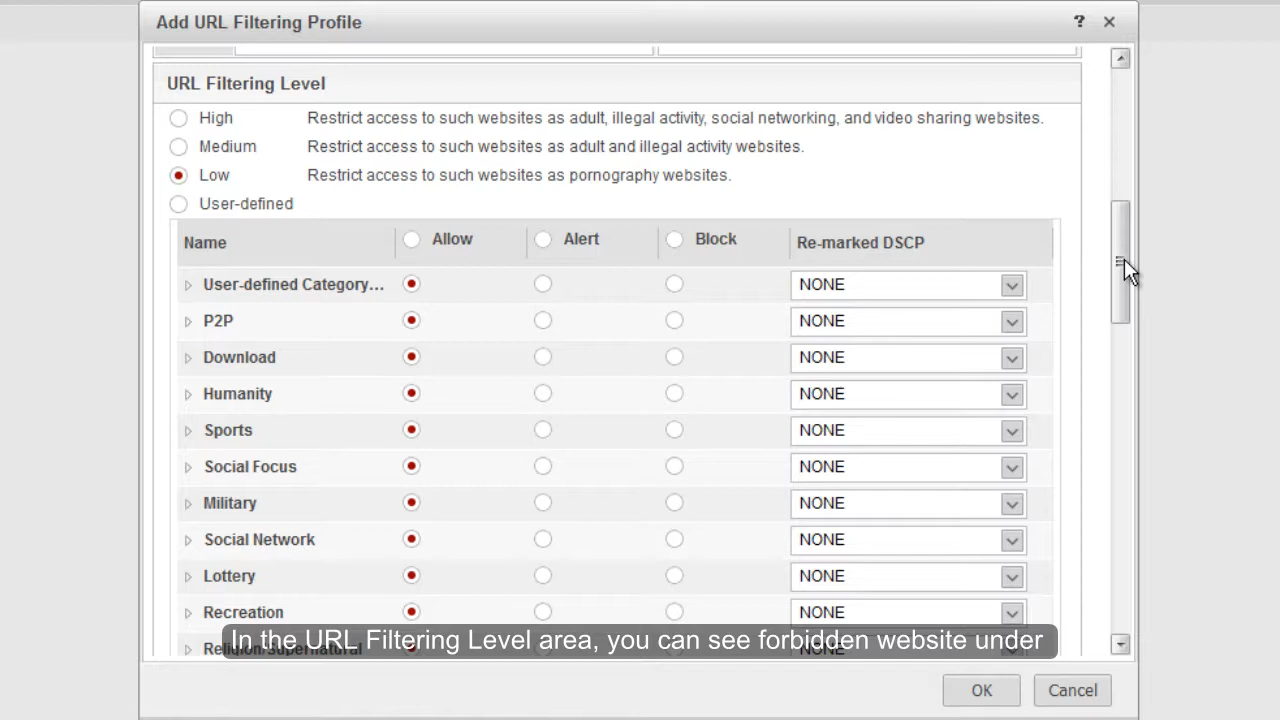 Add URL Filtering Profile ?
URL Filtering Level
High Restrict access to such websites as adult, illegal activity, social networking, and video sharing websites.
Medium Restrict access to such websites as adult and illegal activity websites.
Low Restrict access to such websites as pornography websites.
User-defined
Name Allow Alert Block Re-marked DSCP
User-defined Category... NONE
P2P NONE
Download NONE
Humanity NONE
Sports NONE
Social Focus NONE
Military NONE
Social Network NONE
Lottery NONE
Recreation NONE
Religion/Supernatural NONE
In the URL Filtering Level area, you can see forbidden website under
OK Cancel